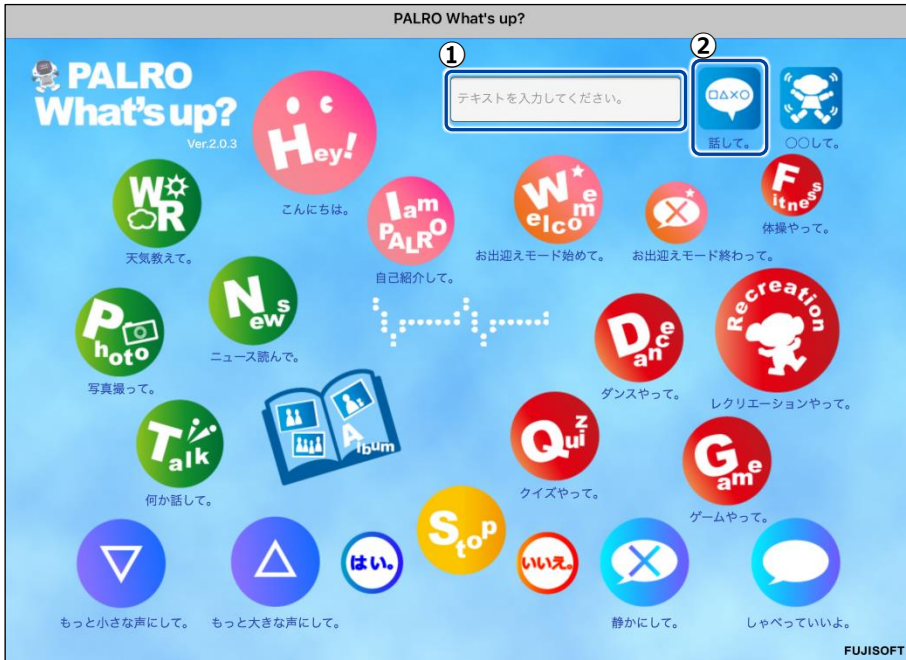 PALRO What's up?
①
②
PALRO
What's up?
Ver.2.0.3
Hey!
こんにちは。
テキストを入力してください。
□△×○
話して。
○○して。
WR
天気教えて。
I am PALRO
自己紹介して。
Welcome
お出迎えモード始めて。
お出迎えモード終わって。
Fitness
体操やって。
Photo
写真撮って。
News
ニュース読んで。
Dance
ダンスやって。
Recreation
レクリエーションやって。
Talk
何か話して。
Album
Quiz
クイズやって。
Game
ゲームやって。
もっと小さな声にして。
もっと大きな声にして。
はい。
Stop
いいえ。
静かにして。
しゃべっていいよ。
FUJISOFT